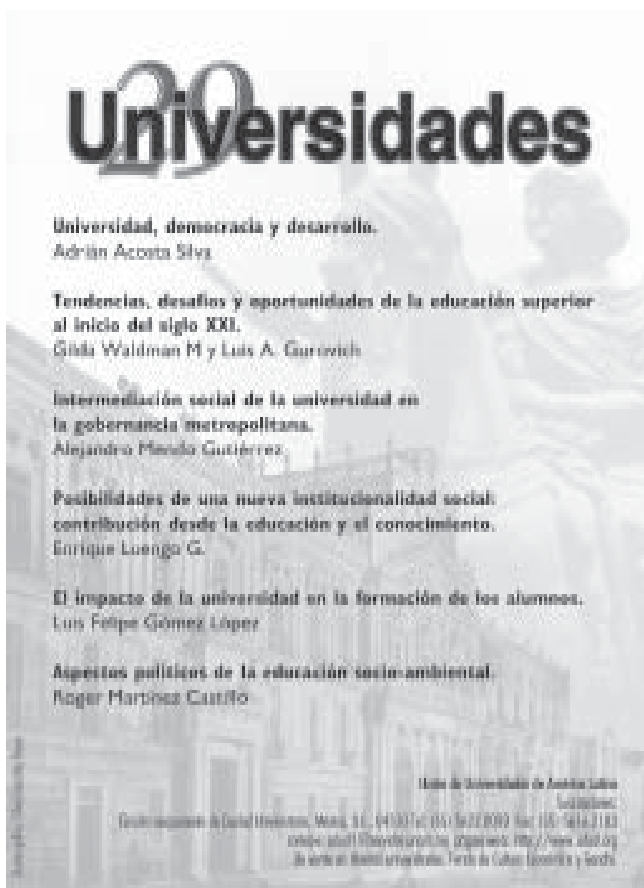 29
Universidades
Universidad, democracia y desarrollo.
Adrián Acosta Silva
Tendencias, desafíos y oportunidades de la educación superior
al inicio del siglo XXI.
Gilda Waldman M y Luis A. Gurovich
Intermediación social de la universidad en
la gobernancia metropolitana.
Alejandro Mendo Gutiérrez
Posibilidades de una nueva institucionalidad social:
contribución desde la educación y el conocimiento.
Enrique Luengo G.
El impacto de la universidad en la formación de los alumnos.
Luis Felipe Gómez López
Aspectos políticos de la educación socio-ambiental.
Roger Martínez Castillo
Unión de Universidades de América Latina